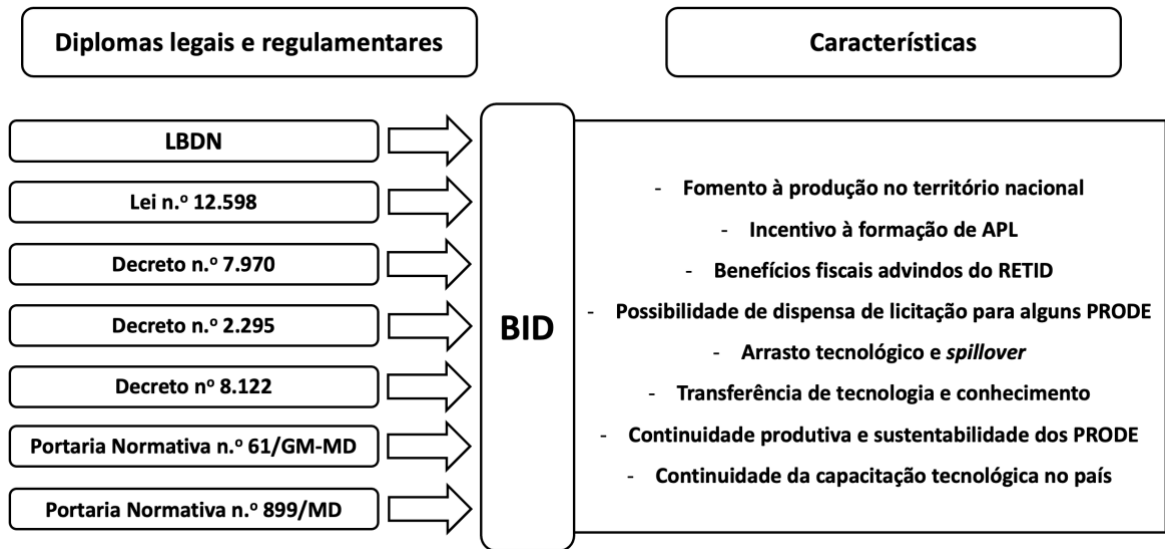 Diplomas legais e regulamentares
Características
LBDN
Lei n.º 12.598
Decreto n.º 7.970
Decreto n.º 2.295
Decreto nº 8.122
Portaria Normativa n.º 61/GM-MD
Portaria Normativa n.º 899/MD
BID
- Fomento à produção no território nacional
- Incentivo à formação de APL
- Benefícios fiscais advindos do RETID
- Possibilidade de dispensa de licitação para alguns PRODE
- Arrasto tecnológico e spillover
- Transferência de tecnologia e conhecimento
- Continuidade produtiva e sustentabilidade dos PRODE
- Continuidade da capacitação tecnológica no país